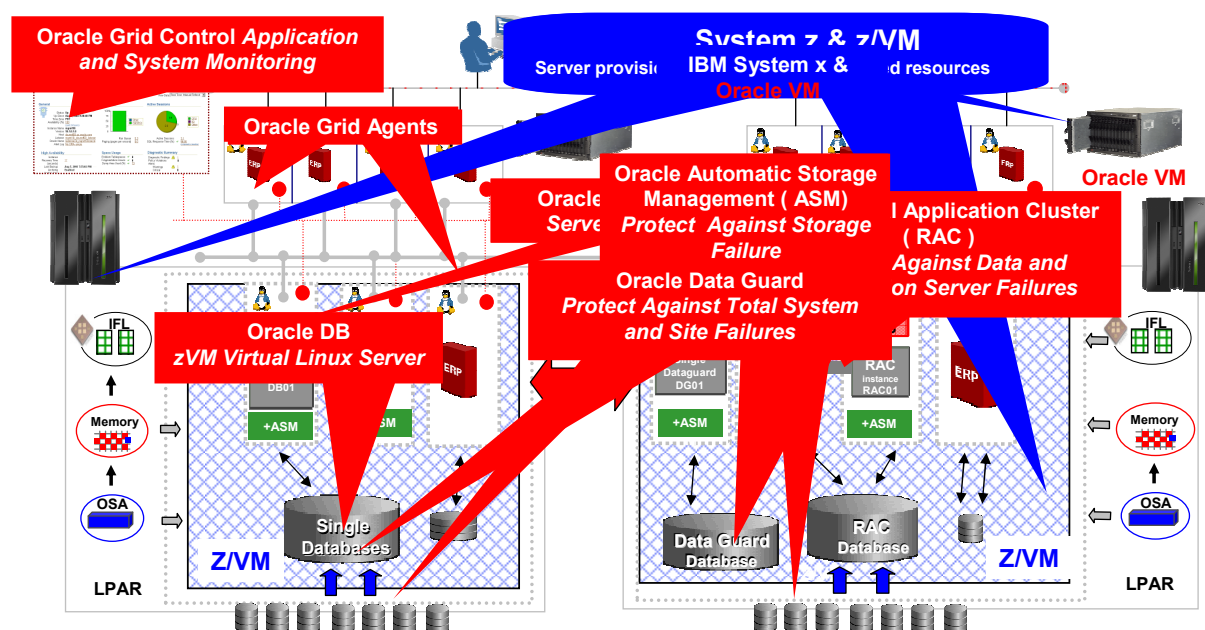 Oracle Grid Control Application
and System Monitoring
System z & z/VM
Server provisio
IBM System x &
ed resources
Oracle VM
Oracle Grid Agents
ERP
ERP
Oracle Automatic Storage
Management ( ASM)
Protect Against Storage
Failure
Oracle VM
Oracle
Serve
l Application Cluster
( RAC )
Against Data and
on Server Failures
Oracle Data Guard
Protect Against Total System
and Site Failures
Oracle DB
zVM Virtual Linux Server
IFL
IFL
DB01
ERP
Single
Dataguard
DG01
RAC
instance
RAC01
ERP
Memory
Memory
+ASM
ASM
+ASM
+ASM
OSA
OSA
Single
Databases
Data Guard
Database
RAC
Database
Z/VM
Z/VM
LPAR
LPAR